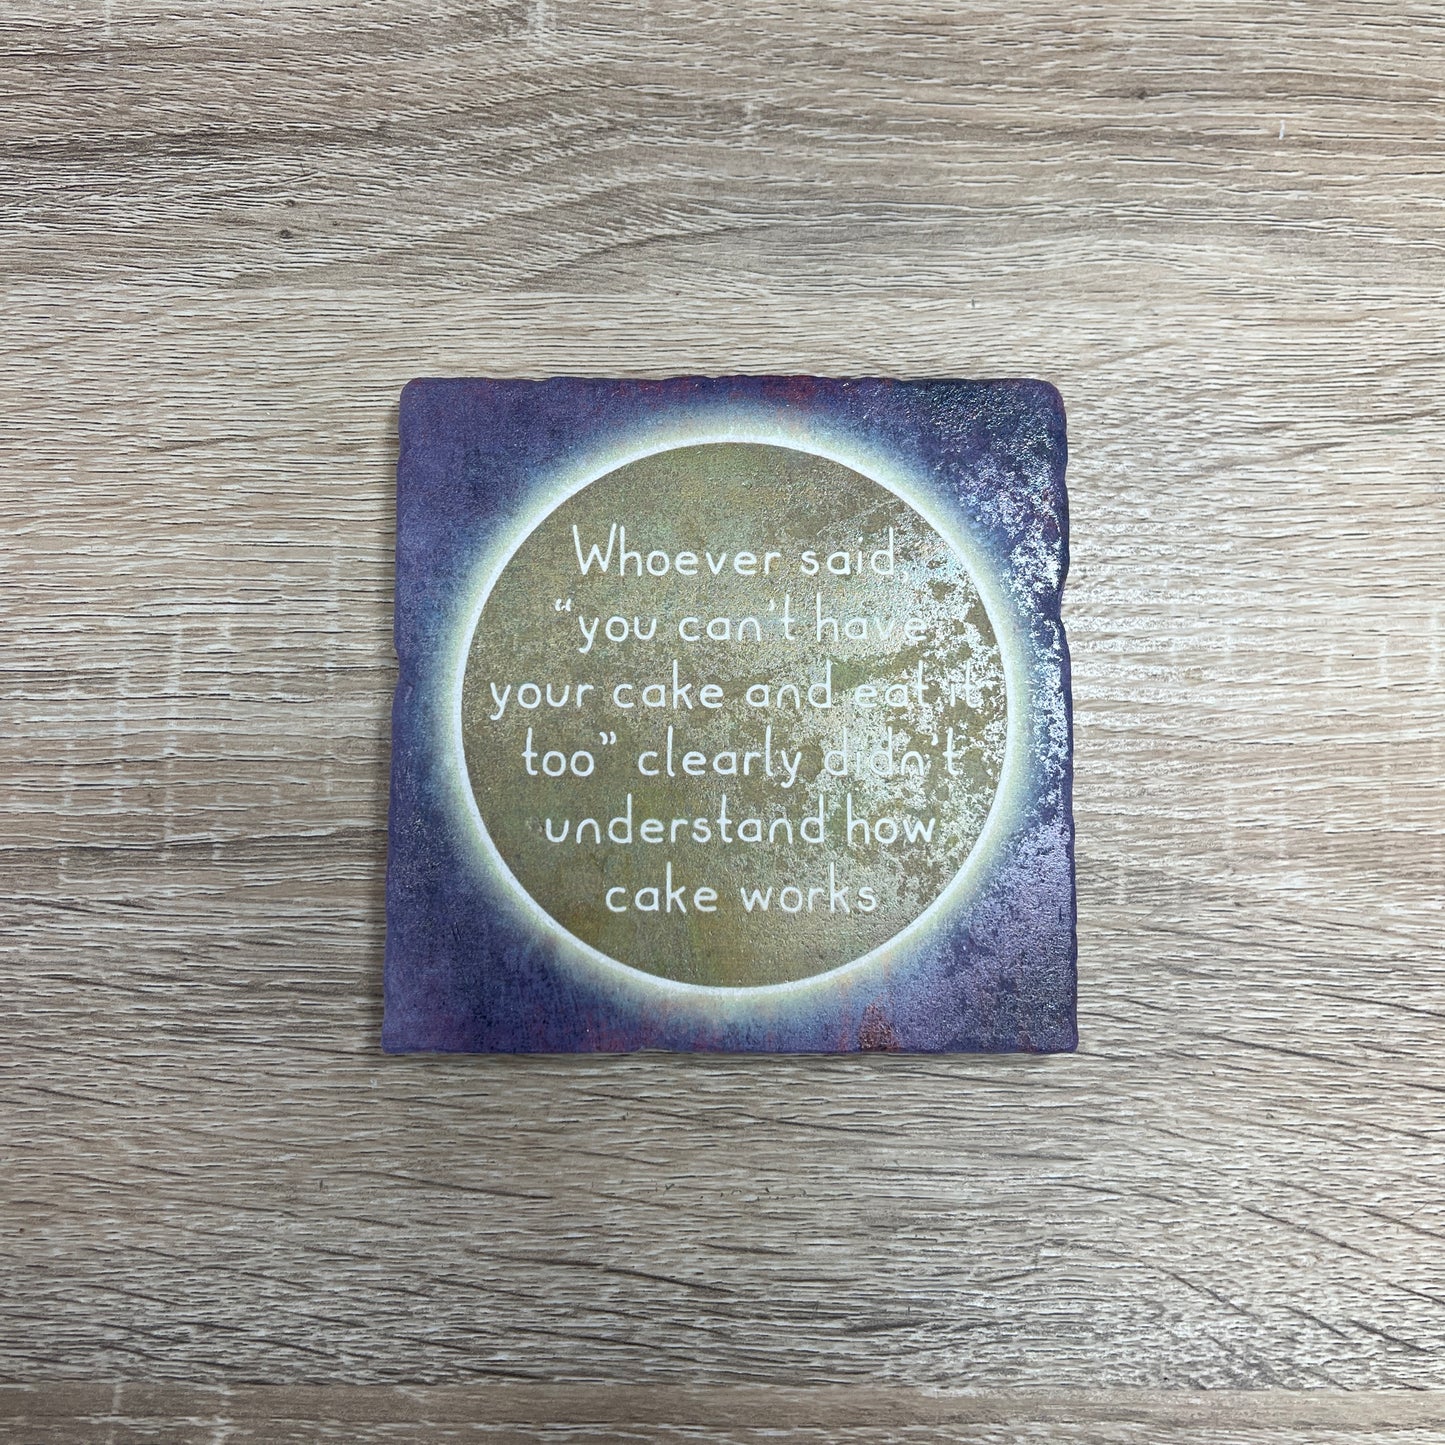 Whoever said,
“you can't have
your cake and eat it
too” clearly didn't
understand how
cake works